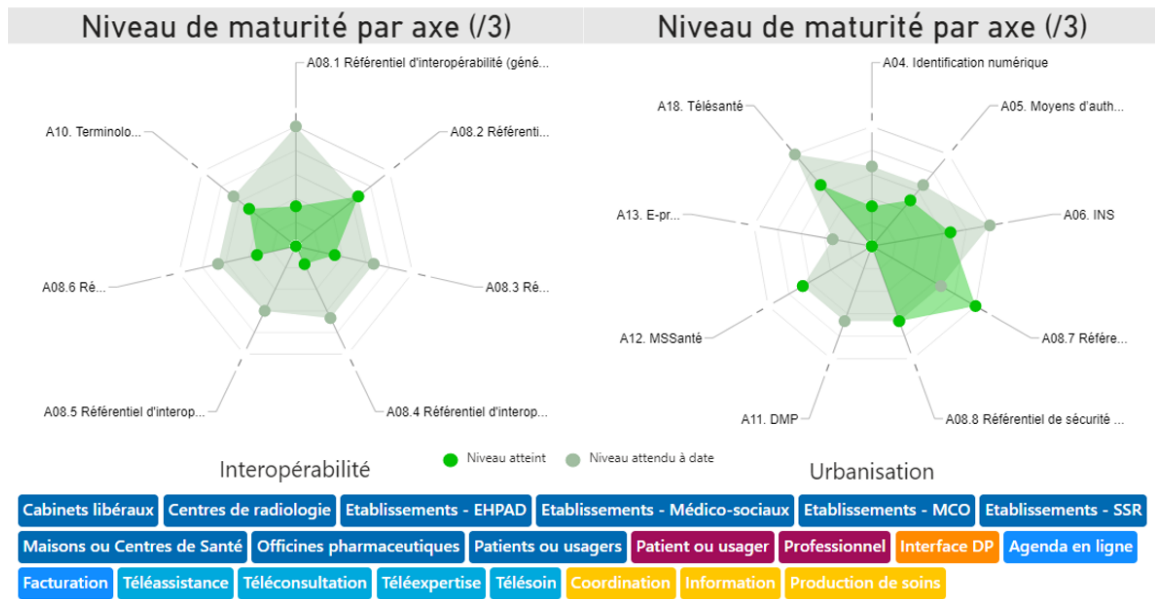 Niveau de maturité par axe (/3)
Niveau de maturité par axe (/3)
A08.1 Référentiel d'interopérabilité (géné...
A10. Terminolo...
A08.2 Référenti...
A08.6 Ré...
A08.3 Ré...
A08.5 Référentiel d'interop...
A08.4 Référentiel d'interop...
A04. Identification numérique
A18. Télésanté
A05. Moyens d'auth...
A13. E-pr...
A06. INS
A12. MSSanté
A08.7 Référe...
A11. DMP
A08.8 Référentiel de sécurité ...
Interopérabilité
Niveau atteint
Niveau attendu à date
Urbanisation
Cabinets libéraux
Centres de radiologie
Etablissements - EHPAD
Etablissements - Médico-sociaux
Etablissements - MCO
Etablissements - SSR
Maisons ou Centres de Santé
Officines pharmaceutiques
Patients ou usagers
Patient ou usager
Professionnel
Interface DP
Agenda en ligne
Facturation
Téléassistance
Téléconsultation
Téléexpertise
Télésoin
Coordination
Information
Production de soins